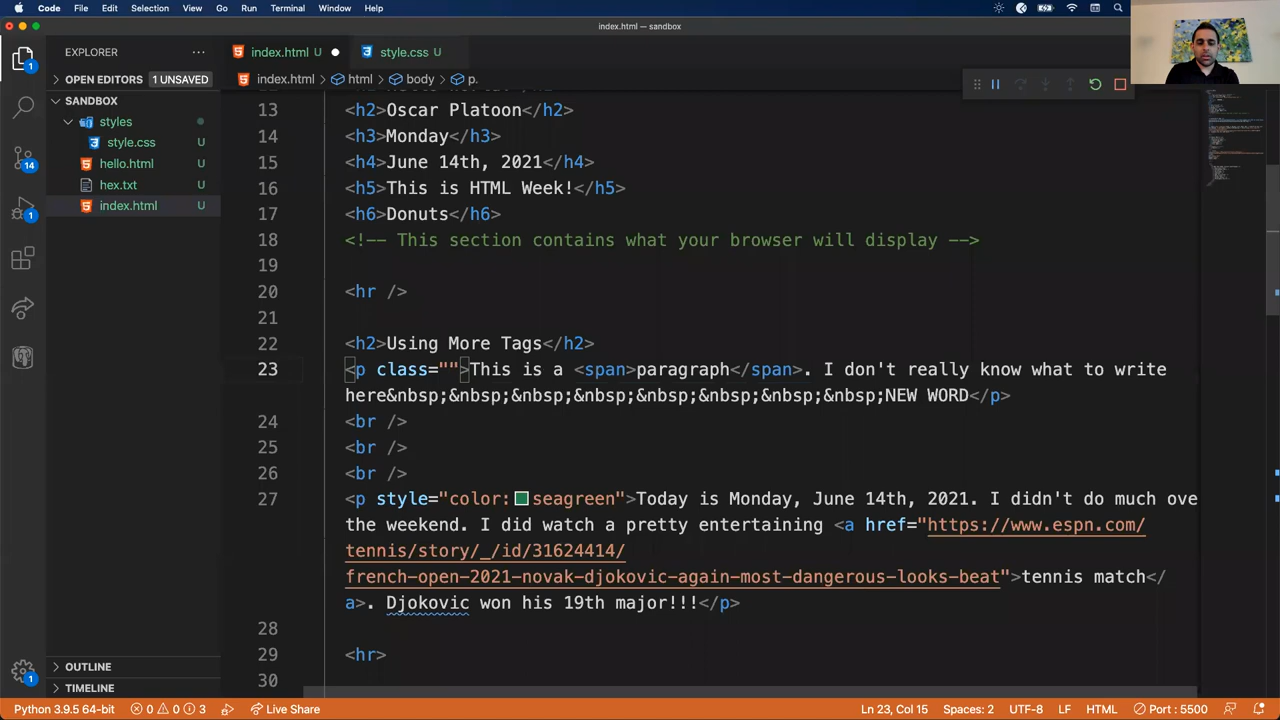 Code File Edit Selection View Go Run Terminal Window Help
index.html — sandbox
EXPLORER
index.html U
style.css U
OPEN EDITORS 1 UNSAVED
index.html > html > body > p.
SANDBOX
styles
style.css U
hello.html U
hex.txt U
index.html U
1
14
1
13 <h2>Oscar Platoon</h2>
14 <h3>Monday</h3>
15 <h4>June 14th, 2021</h4>
16 <h5>This is HTML Week!</h5>
17 <h6>Donuts</h6>
18 <!-- This section contains what your browser will display -->
19
20 <hr />
21
22 <h2>Using More Tags</h2>
23 <p class="">This is a <span>paragraph</span>. I don't really know what to write
here&nbsp;&nbsp;&nbsp;&nbsp;&nbsp;&nbsp;&nbsp;&nbsp;NEW WORD</p>
24 <br />
25 <br />
26 <br />
27 <p style="color:seagreen">Today is Monday, June 14th, 2021. I didn't do much ove
the weekend. I did watch a pretty entertaining <a href="https://www.espn.com/
tennis/story/_/id/31624414/
french-open-2021-novak-djokovic-again-most-dangerous-looks-beat">tennis match</
a>. Djokovic won his 19th major!!!</p>
28
29 <hr>
30
OUTLINE
TIMELINE
1
Python 3.9.5 64-bit 0 0 3 Live Share Ln 23, Col 15 Spaces: 2 UTF-8 LF HTML Port : 5500